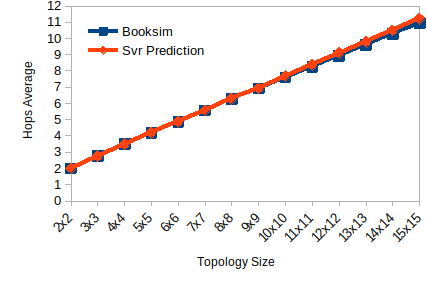 12
11
10
9
8
7
6
5
4
3
2
1
0
Hops Average
Booksim
Svr Prediction
2x2
3x3
4x4
5x5
6x6
7x7
8x8
9x9
10x10
11x11
12x12
13x13
14x14
15x15
Topology Size